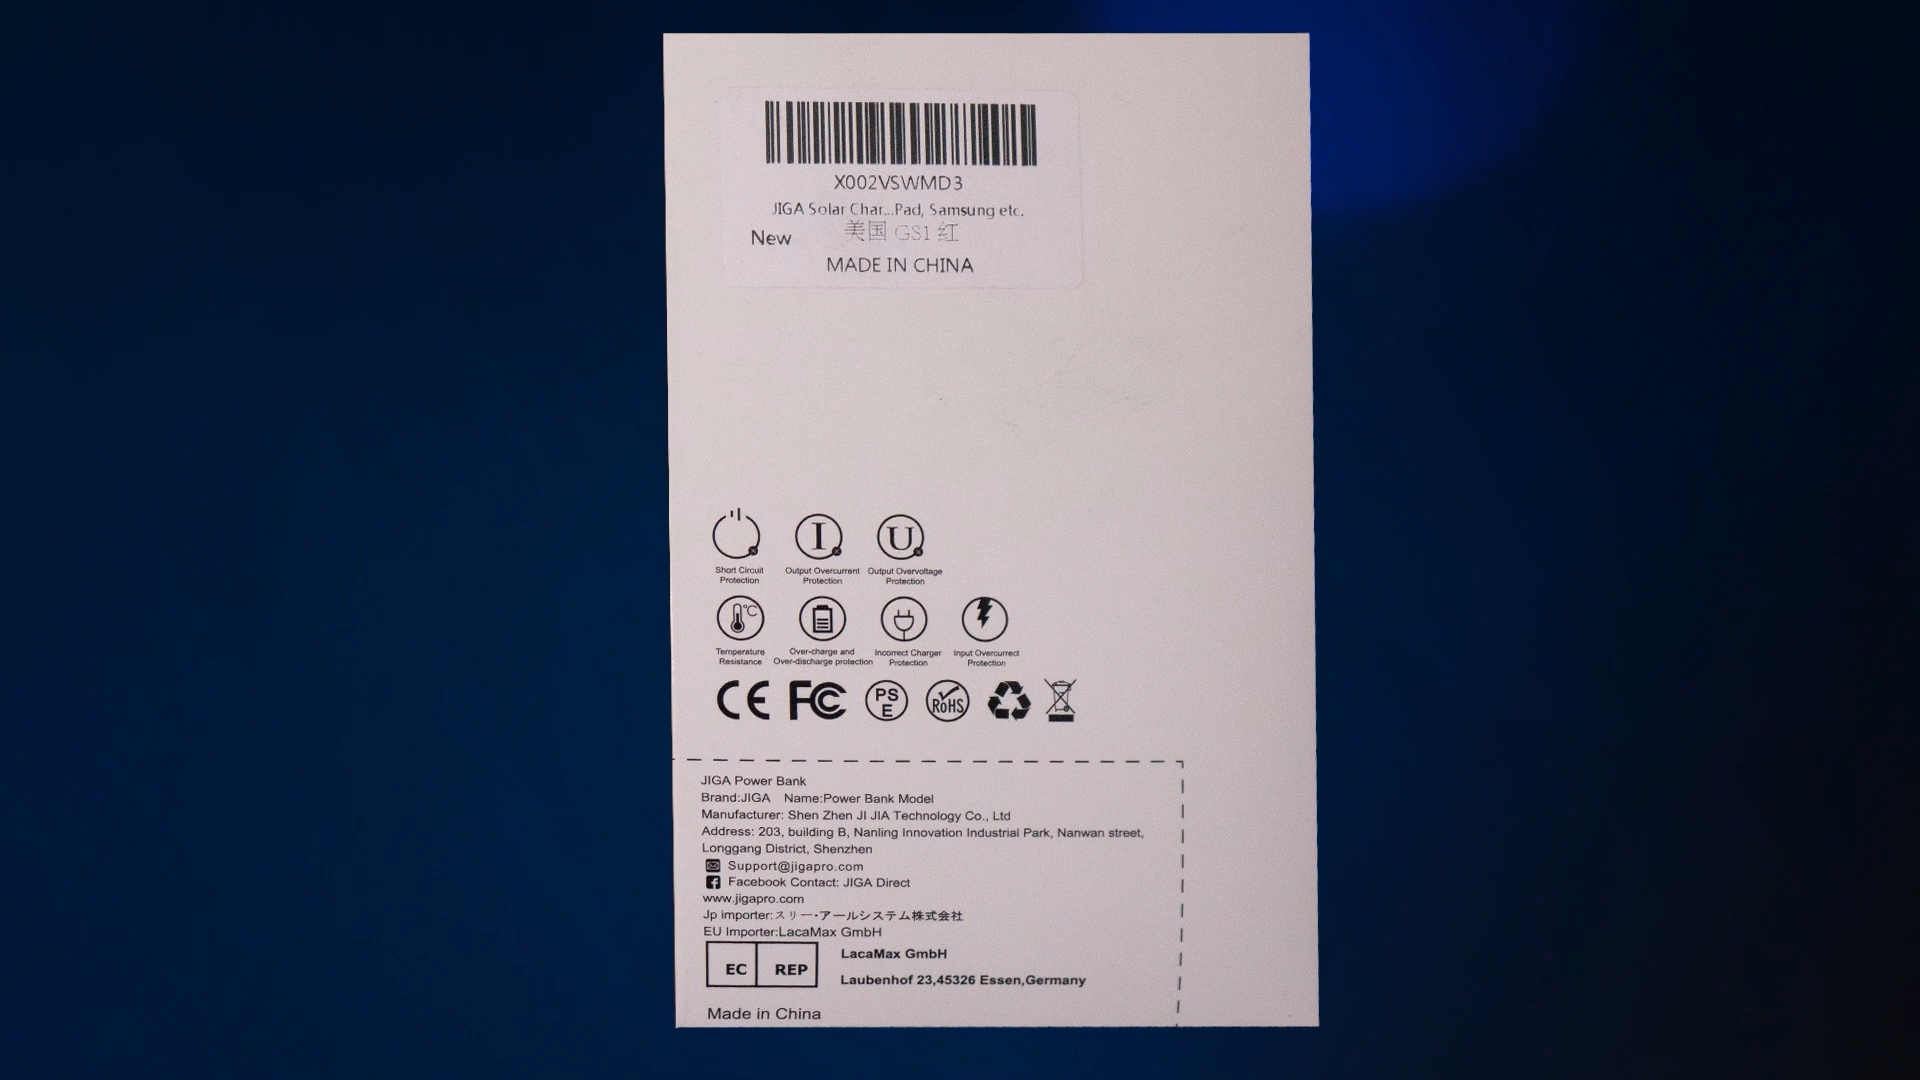 X002VSWMD3
JIGA Solar Char...Pad, Samsung etc.
美国 GS1 红
New
MADE IN CHINA
I
U
Short Circuit
Protection
Output Overcurrent
Protection
Output Overvoltage
Protection
°C
Temperature
Resistance
Over-charge and
Over-discharge protection
Incorrect Charger
Protection
Input Overcurrect
Protection
CE FC PS
E
RoHS
JIGA Power Bank
Brand:JIGA Name:Power Bank Model
Manufacturer: Shen Zhen JI JIA Technology Co., Ltd
Address: 203, building B, Nanling Innovation Industrial Park, Nanwan street,
Longgang District, Shenzhen
Support@jigapro.com
Facebook Contact: JIGA Direct
www.jigapro.com
Jp importer:スリー・アールシステム株式会社
EU Importer:LacaMax GmbH
EC REP
LacaMax GmbH
Laubenhof 23,45326 Essen,Germany
Made in China